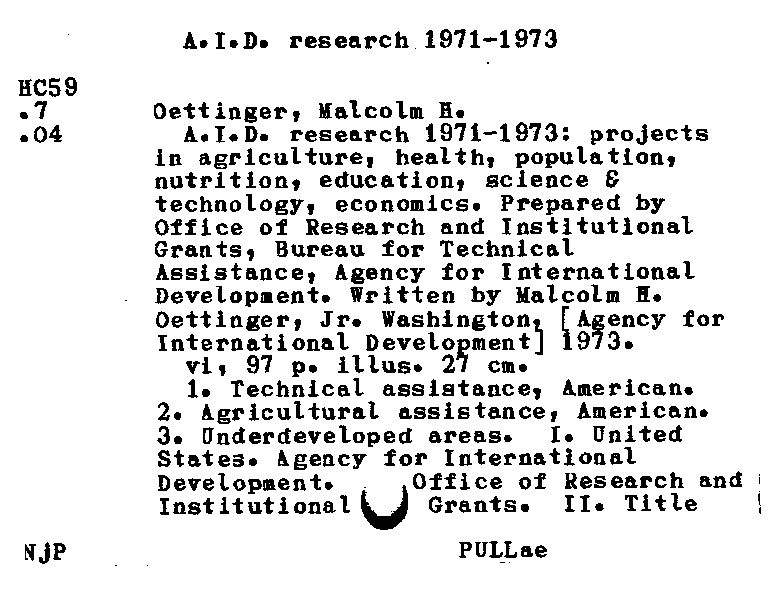 A.I.D. research 1971-1973
HC59
.7 Oettinger, Malcolm H.
.04 A.I.D. research 1971-1973: projects
in agriculture, health, population,
nutrition, education, science &
technology, economics. Prepared by
Office of Research and Institutional
Grants, Bureau for Technical
Assistance, Agency for International
Development. Written by Malcolm H.
Oettinger, Jr. Washington, [Agency for
International Development] 1973.
vi, 97 p. illus. 27 cm.
1. Technical assistance, American.
2. Agricultural assistance, American.
3. Underdeveloped areas. I. United
States. Agency for International
Development. Office of Research and
Institutional Grants. II. Title
NjP PULLae